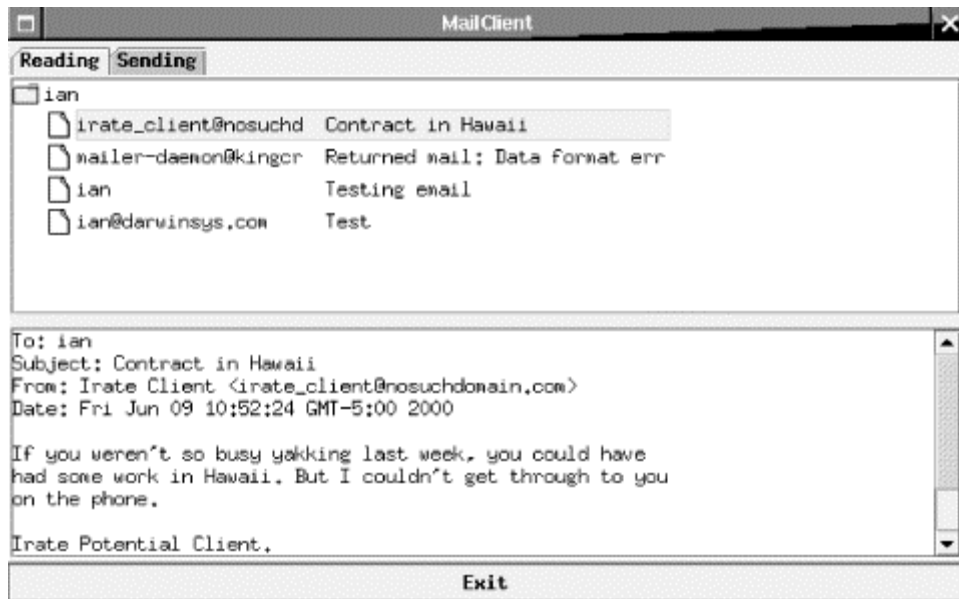 MailClient
Reading Sending
ian
irate_client@nosuchd Contract in Hawaii
mailer-daemon@kingcr Returned mail: Data format err
ian Testing email
ian@darwinsys.com Test
To: ian
Subject: Contract in Hawaii
From: Irate Client <irate_client@nosuchdomain.com>
Date: Fri Jun 09 10:52:24 GMT-5:00 2000
If you weren't so busy yakking last week, you could have
had some work in Hawaii. But I couldn't get through to you
on the phone.
Irate Potential Client.
Exit